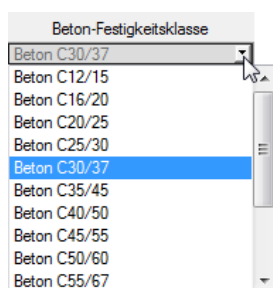 Beton-Festigkeitsklasse
Beton C30/37
Beton C12/15
Beton C16/20
Beton C20/25
Beton C25/30
Beton C30/37
Beton C35/45
Beton C40/50
Beton C45/55
Beton C50/60
Beton C55/67